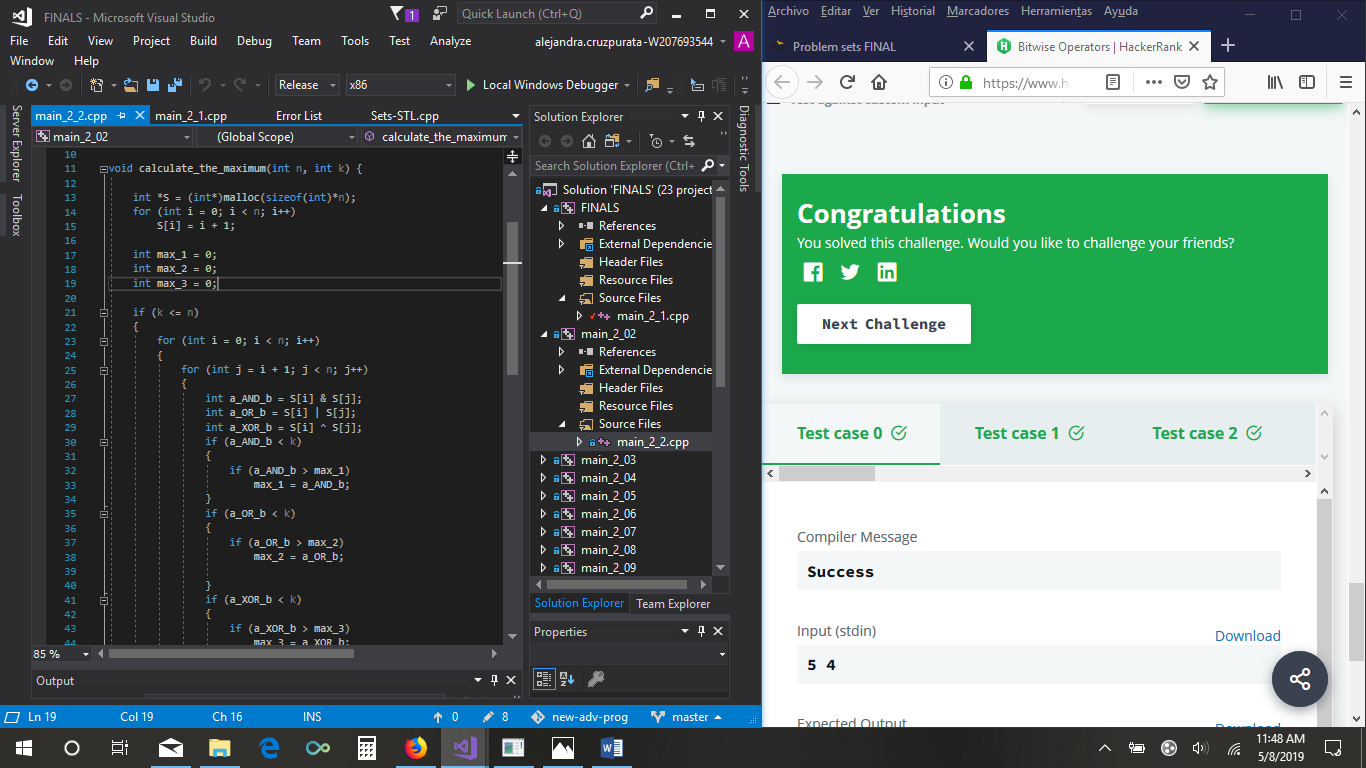 FINALS - Microsoft Visual Studio
1
Quick Launch (Ctrl+Q)
File Edit View Project Build Debug Team Tools Test Analyze
alejandra.cruzpurata-W207693544 A
Window Help
Release x86 Local Windows Debugger
Server Explorer
Toolbox
main_2_2.cpp main_2_1.cpp Error List Sets-STL.cpp
main_2_02 (Global Scope) calculate_the_maximum
10
11 void calculate_the_maximum(int n, int k) {
12
13 int *S = (int*)malloc(sizeof(int)*n);
14 for (int i = 0; i < n; i++)
15 S[i] = i + 1;
16
17 int max_1 = 0;
18 int max_2 = 0;
19 int max_3 = 0;
20
21 if (k <= n)
22 {
23 for (int i = 0; i < n; i++)
24 {
25 for (int j = i + 1; j < n; j++)
26 {
27 int a_AND_b = S[i] & S[j];
28 int a_OR_b = S[i] | S[j];
29 int a_XOR_b = S[i] ^ S[j];
30 if (a_AND_b < k)
31 {
32 if (a_AND_b > max_1)
33 max_1 = a_AND_b;
34 }
35 if (a_OR_b < k)
36 {
37 if (a_OR_b > max_2)
38 max_2 = a_OR_b;
39
40 }
41 if (a_XOR_b < k)
42 {
43 if (a_XOR_b > max_3)
44 max_3 = a_XOR_b;
85 %
Output
Solution Explorer
Search Solution Explorer (Ctrl+
Solution 'FINALS' (23 project
FINALS
References
External Dependencie
Header Files
Resource Files
Source Files
main_2_1.cpp
main_2_02
References
External Dependencie
Header Files
Resource Files
Source Files
main_2_2.cpp
main_2_03
main_2_04
main_2_05
main_2_06
main_2_07
main_2_08
main_2_09
Solution Explorer Team Explorer
Properties
Diagnostic Tools
Ln 19 Col 19 Ch 16 INS 0 8 new-adv-prog master
Archivo Editar Ver Historial Marcadores Herramientas Ayuda
Problem sets FINAL
Bitwise Operators | HackerRank
https://www.h
Congratulations
You solved this challenge. Would you like to challenge your friends?
Next Challenge
Test case 0 Test case 1 Test case 2
Compiler Message
Success
Input (stdin) Download
5 4
Expected Output Download
11:48 AM
5/8/2019